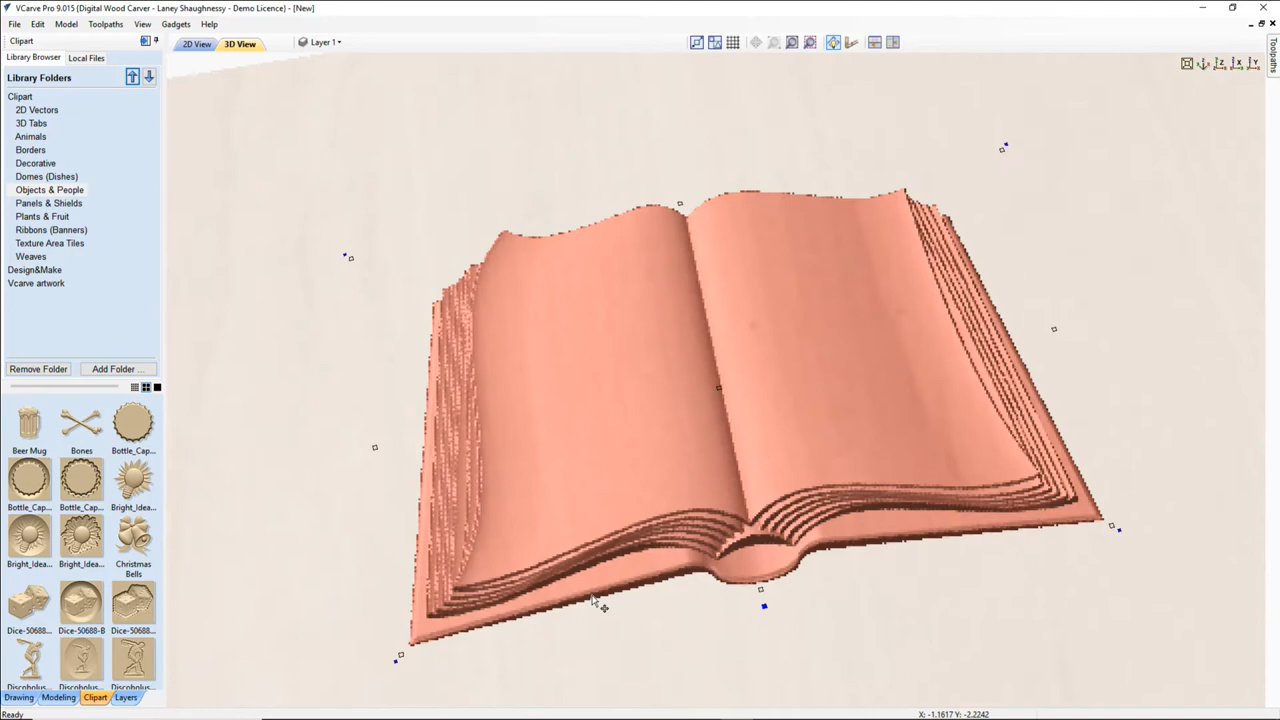 VCarve Pro 9.015 {Digital Wood Carver - Laney Shaughnessy - Demo Licence} - [New]
File Edit Model Toolpaths View Gadgets Help
Clipart
2D View 3D View Layer 1
Library Browser Local Files
Toolpaths
Library Folders
Clipart
2D Vectors
3D Tabs
Animals
Borders
Decorative
Domes (Dishes)
Objects & People
Panels & Shields
Plants & Fruit
Ribbons (Banners)
Texture Area Tiles
Weaves
Design&Make
Vcarve artwork
Remove Folder Add Folder ...
Beer Mug Bones Bottle_Cap...
Bottle_Cap... Bottle_Cap... Bright_Idea...
Bright_Idea... Bright_Idea... Christmas Bells
Dice-50688... Dice-50688-B Dice-50688...
Discobolus Discobolus... Discobolus...
Drawing Modeling Clipart Layers
Ready X: -1.1617 Y: -2.2242
Z X Y